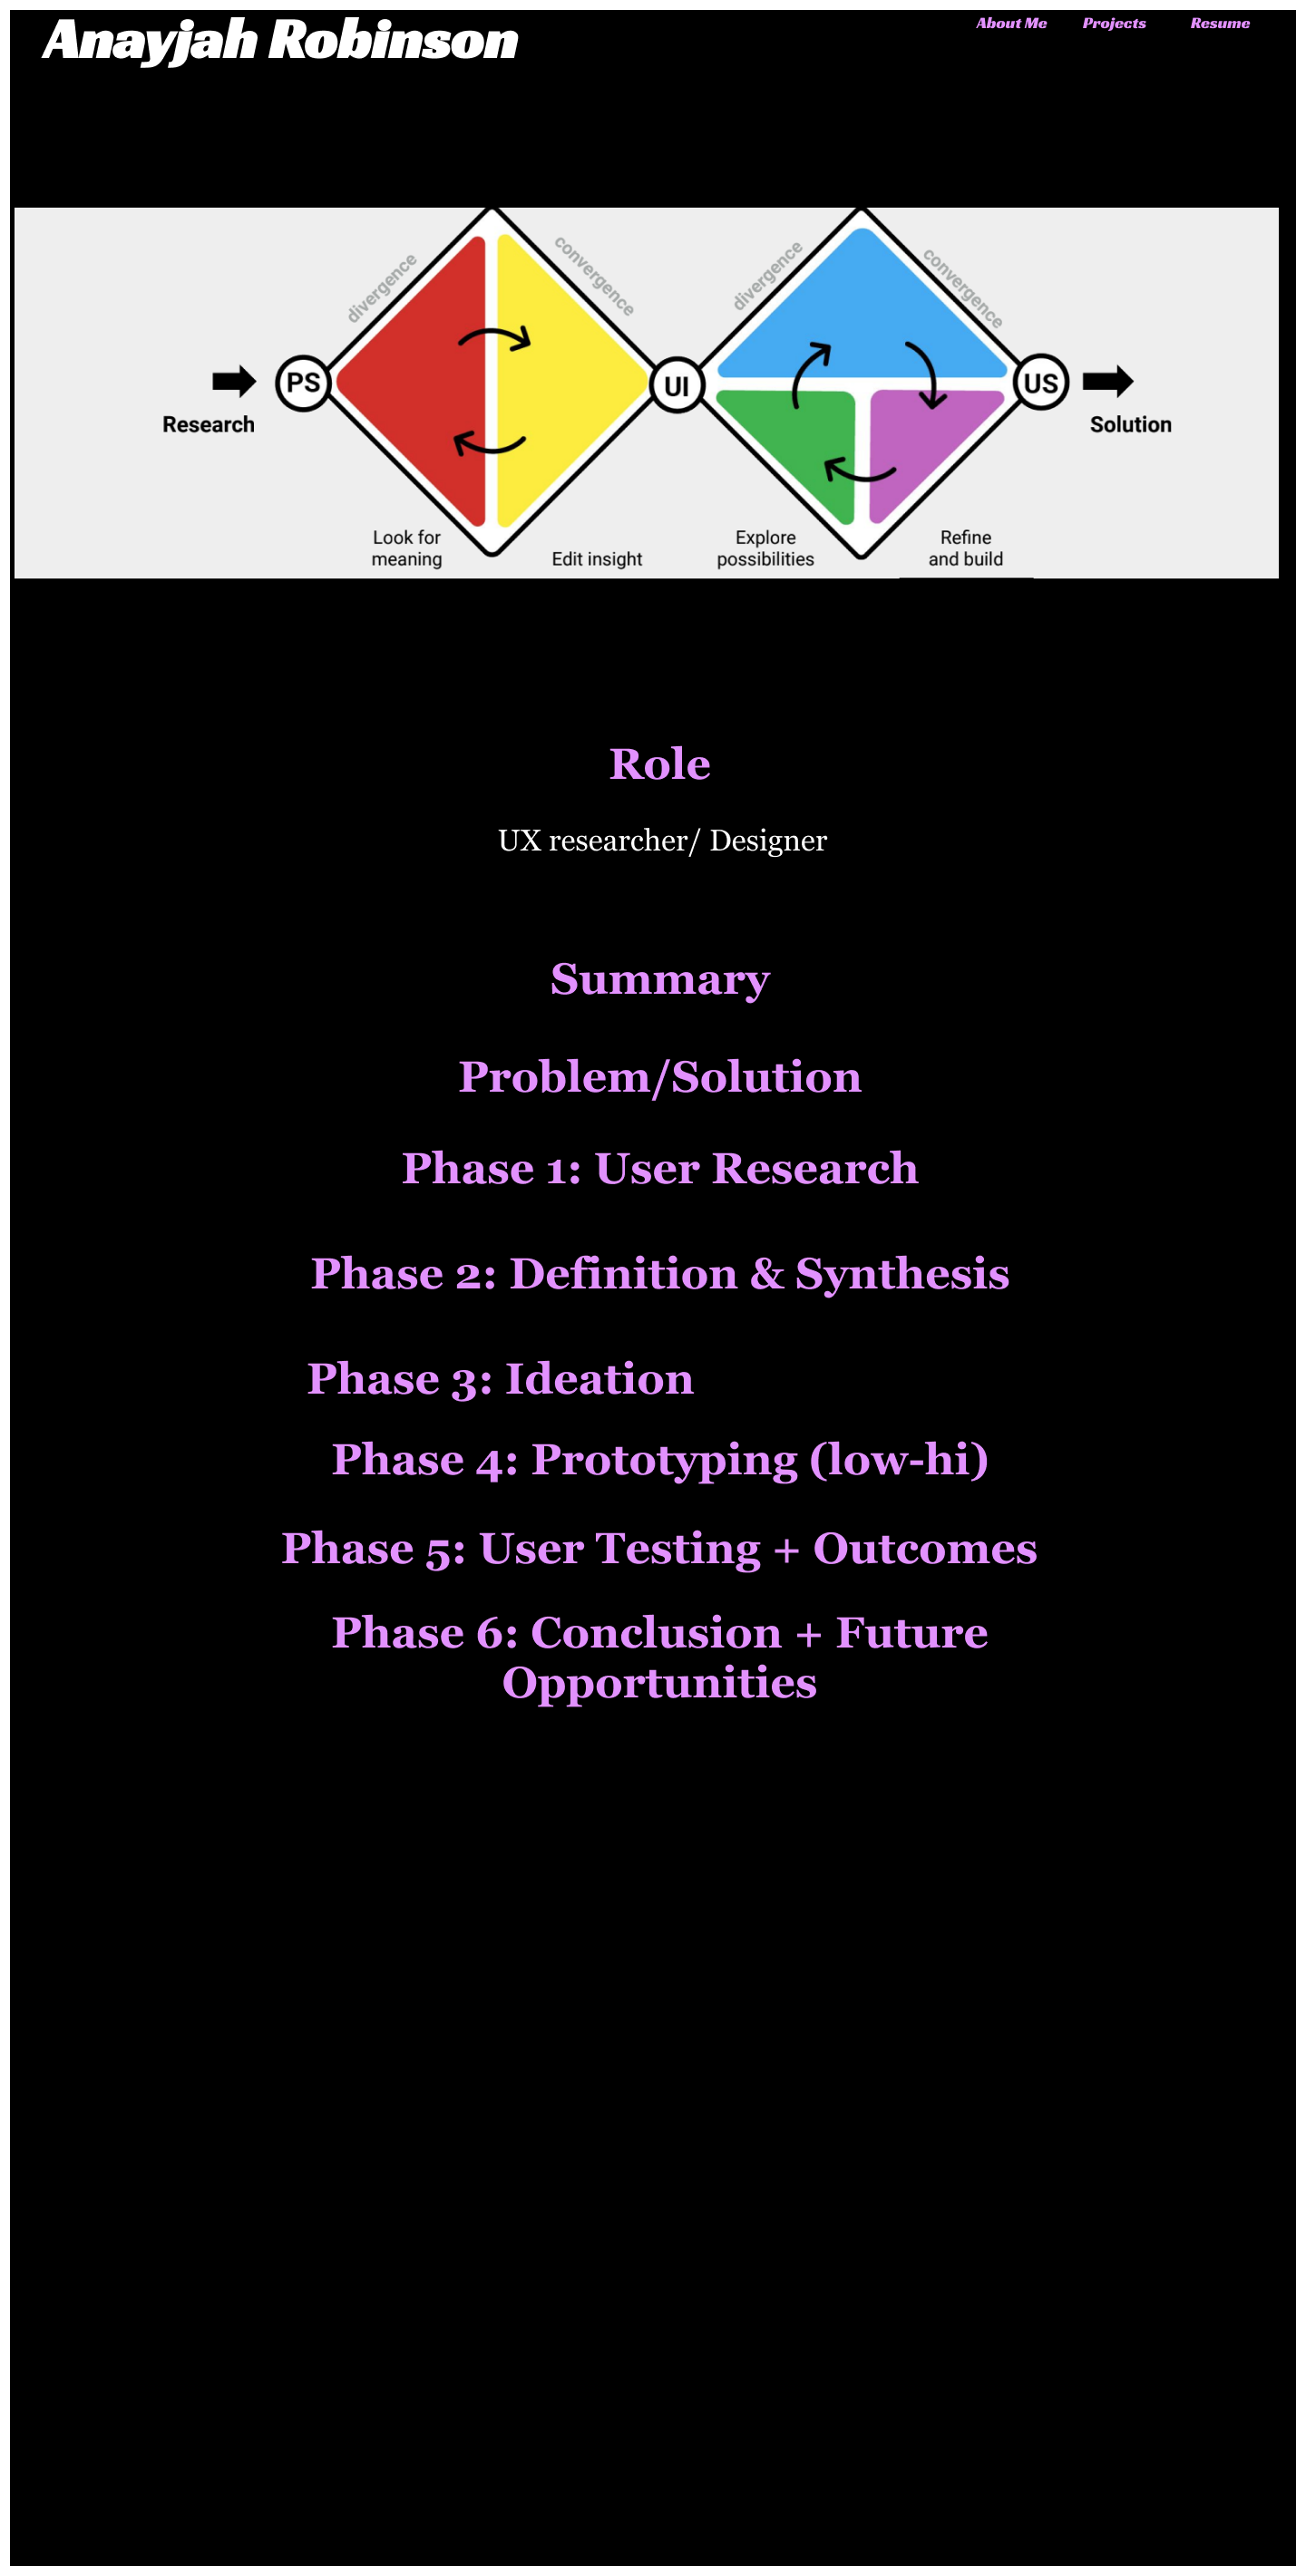 Anayjah Robinson
About Me Projects Resume
divergence
convergence
divergence
convergence
PS
UI
US
Research
Solution
Look for
meaning
Edit insight
Explore
possibilities
Refine
and build
Role
UX researcher/ Designer
Summary
Problem/Solution
Phase 1: User Research
Phase 2: Definition & Synthesis
Phase 3: Ideation
Phase 4: Prototyping (low-hi)
Phase 5: User Testing + Outcomes
Phase 6: Conclusion + Future
Opportunities